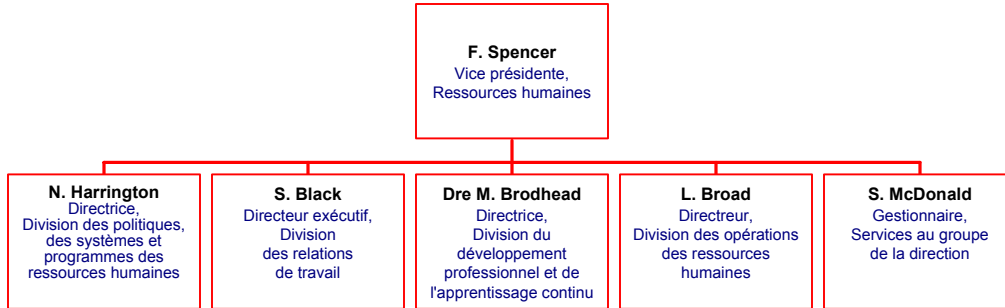 F. Spencer
Vice présidente,
Ressources humaines
N. Harrington
Directrice,
Division des politiques,
des systèmes et
programmes des
ressources humaines
S. Black
Directeur exécutif,
Division
des relations
de travail
Dre M. Brodhead
Directrice,
Division du
développement
professionnel et de
l'apprentissage continu
L. Broad
Directreur,
Division des opérations
des ressources
humaines
S. McDonald
Gestionnaire,
Services au groupe
de la direction